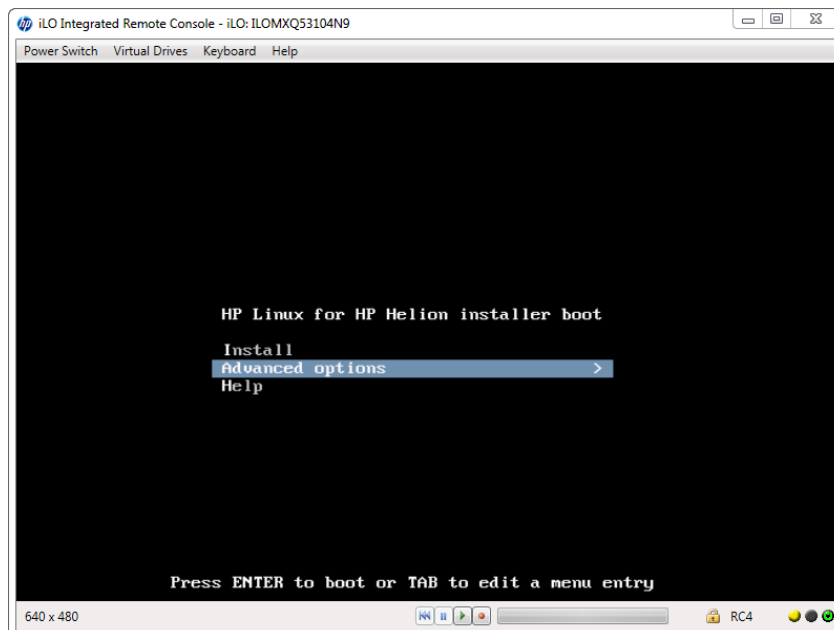 iLO Integrated Remote Console - iLO: ILOMXQ53104N9
Power Switch Virtual Drives Keyboard Help
HP Linux for HP Helion installer boot
Install
Advanced options >
Help
Press ENTER to boot or TAB to edit a menu entry
640 x 480 RC4